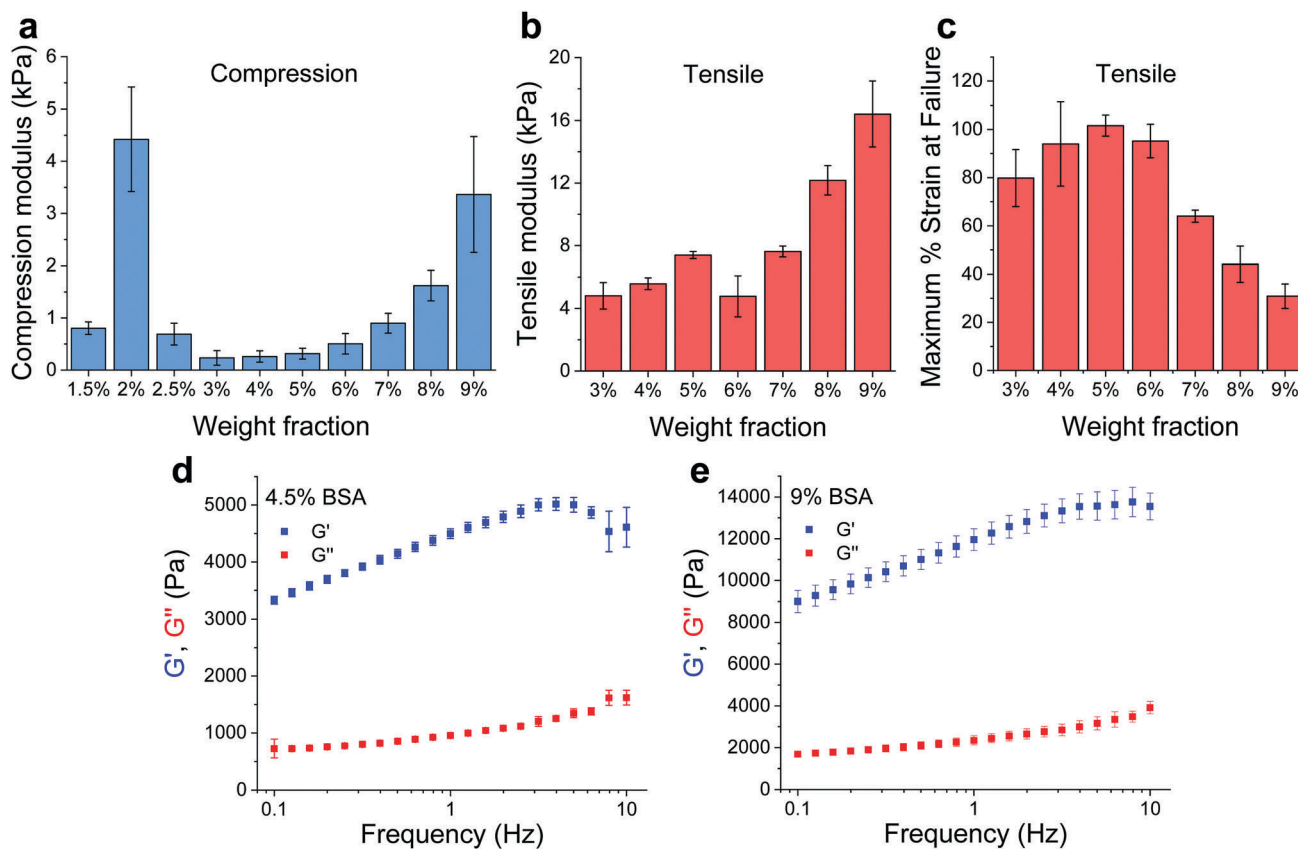 a
Compression
Compression modulus (kPa)
6
5
4
3
2
1
0
1.5% 2% 2.5% 3% 4% 5% 6% 7% 8% 9%
Weight fraction
b
Tensile
Tensile modulus (kPa)
20
16
12
8
4
0
3% 4% 5% 6% 7% 8% 9%
Weight fraction
c
Tensile
Maximum % Strain at Failure
120
100
80
60
40
20
0
3% 4% 5% 6% 7% 8% 9%
Weight fraction
d
4.5% BSA
G'
G"
G', G" (Pa)
5000
4000
3000
2000
1000
0
0.1 1 10
Frequency (Hz)
e
9% BSA
G'
G"
G', G" (Pa)
14000
12000
10000
8000
6000
4000
2000
0
0.1 1 10
Frequency (Hz)